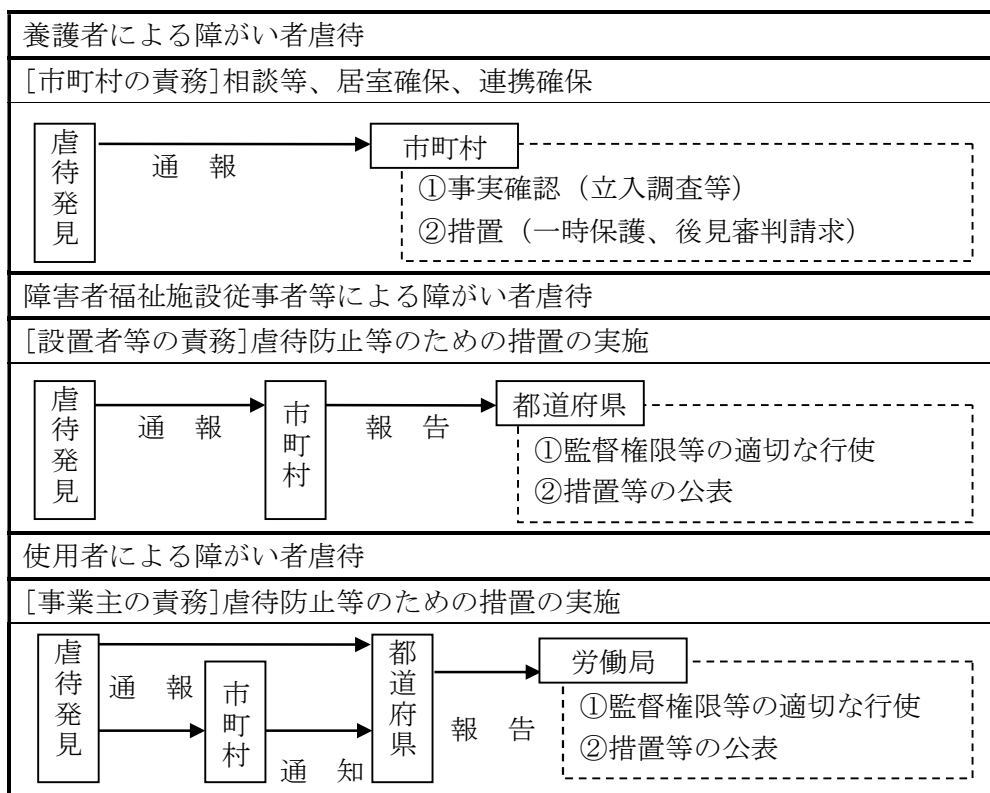 養護者による障がい者虐待
[市町村の責務]相談等、居室確保、連携確保
虐待発見
通 報
市町村
①事実確認（立入調査等）
②措置（一時保護、後見審判請求）
障害者福祉施設従事者等による障がい者虐待
[設置者等の責務]虐待防止等のための措置の実施
虐待発見
通 報
市町村
報 告
都道府県
①監督権限等の適切な行使
②措置等の公表
使用者による障がい者虐待
[事業主の責務]虐待防止等のための措置の実施
虐待発見
通 報
市町村
通 知
都道府県
報 告
労働局
①監督権限等の適切な行使
②措置等の公表